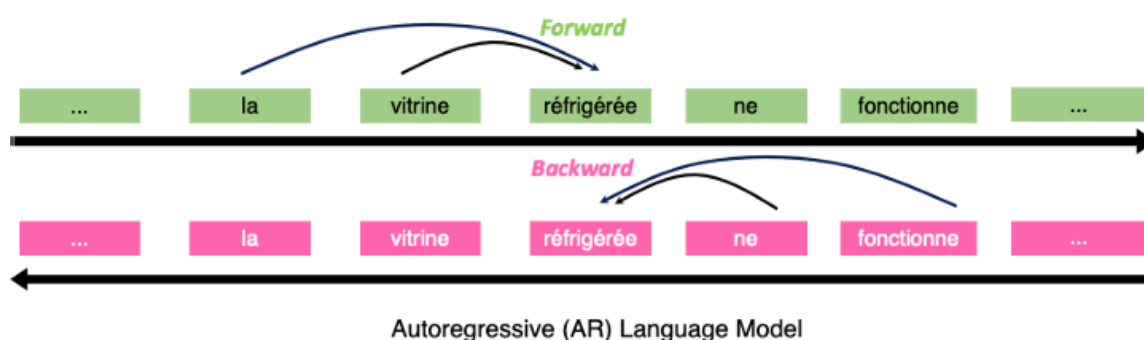 Forward
... la vitrine réfrigérée ne fonctionne ...
Backward
... la vitrine réfrigérée ne fonctionne ...
Autoregressive (AR) Language Model